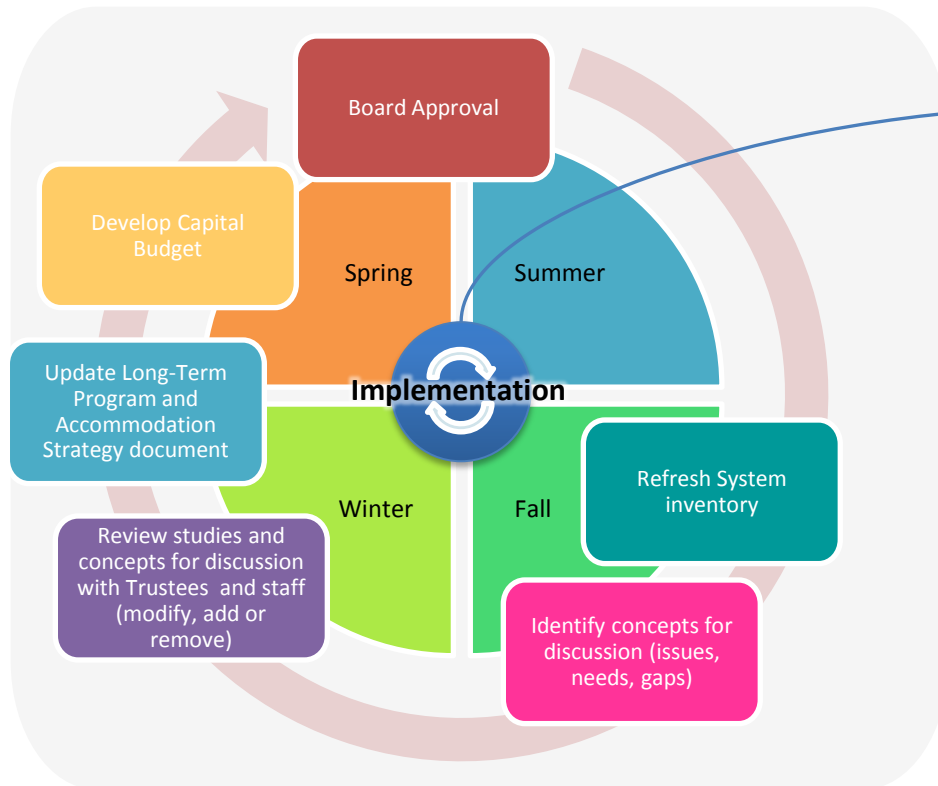 Board Approval
Develop Capital
Budget
Spring
Summer
Update Long-Term
Program and
Accommodation
Strategy document
Implementation
Refresh System
inventory
Winter
Fall
Review studies and
concepts for discussion
with Trustees and staff
(modify, add or
remove)
Identify concepts for
discussion (issues,
needs, gaps)